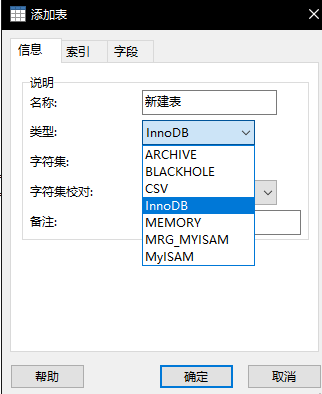 添加表
信息 索引 字段
说明
名称: 新建表
类型: InnoDB
ARCHIVE
BLACKHOLE
CSV
InnoDB
MEMORY
MRG_MYISAM
MyISAM
字符集:
字符集校对:
备注:
帮助 确定 取消